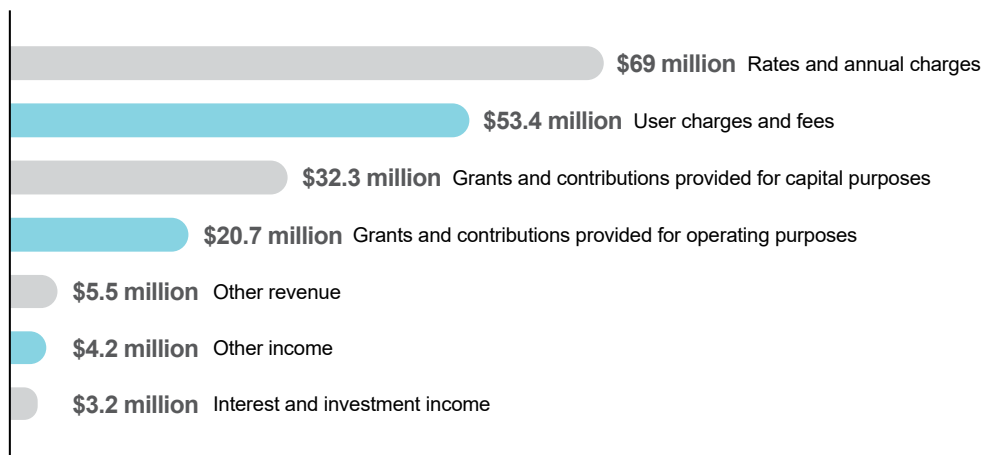 $69 million Rates and annual charges
$53.4 million User charges and fees
$32.3 million Grants and contributions provided for capital purposes
$20.7 million Grants and contributions provided for operating purposes
$5.5 million Other revenue
$4.2 million Other income
$3.2 million Interest and investment income